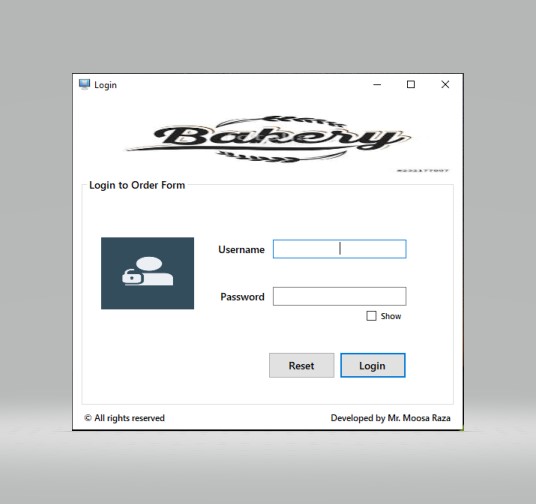 Login
Bakery
Login to Order Form
Username
Password
Show
Reset Login
© All rights reserved Developed by Mr. Moosa Raza